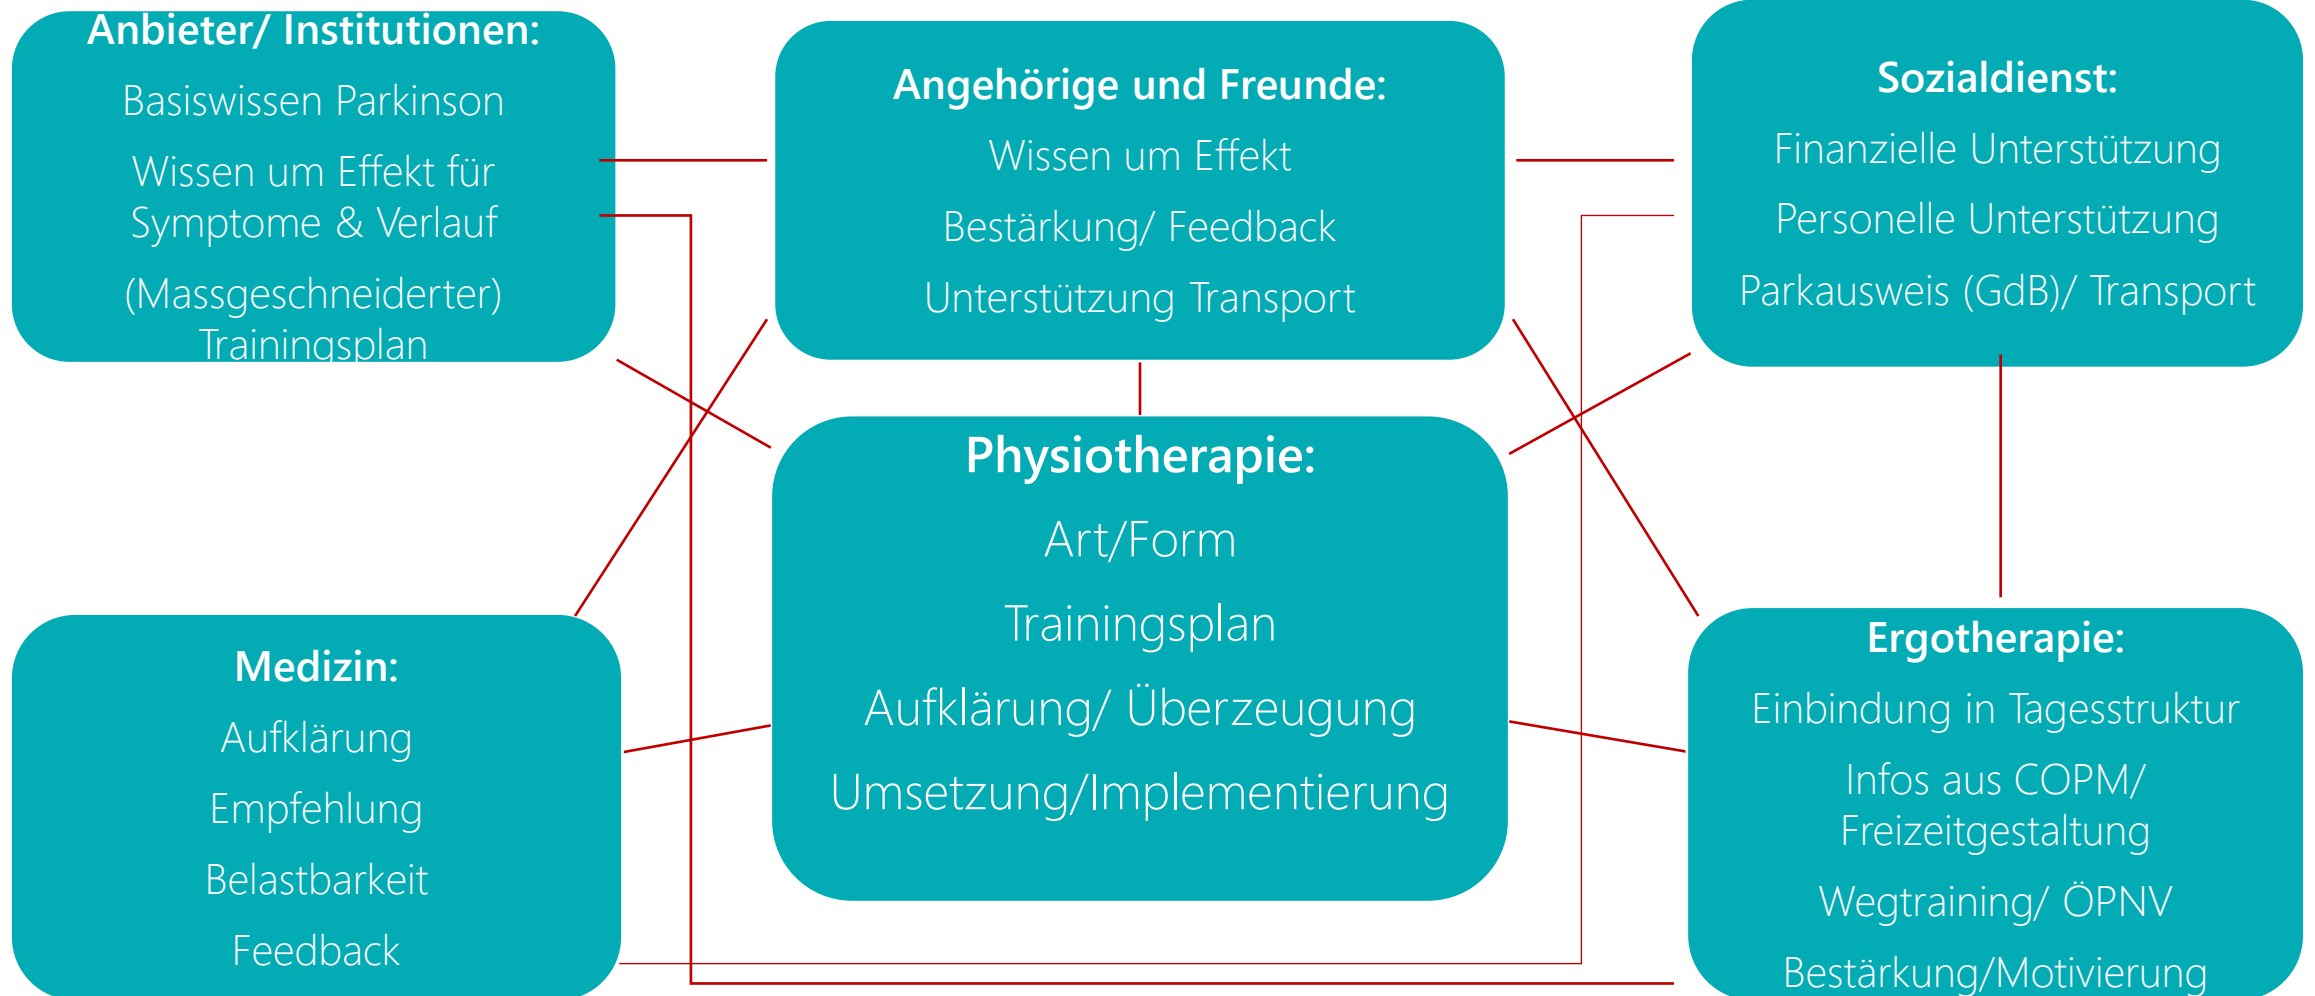 Anbieter/ Institutionen:
Basiswissen Parkinson
Wissen um Effekt für
Symptome & Verlauf
(Massgeschneiderter)
Trainingsplan
Angehörige und Freunde:
Wissen um Effekt
Bestärkung/ Feedback
Unterstützung Transport
Sozialdienst:
Finanzielle Unterstützung
Personelle Unterstützung
Parkausweis (GdB)/ Transport
Physiotherapie:
Art/Form
Trainingsplan
Aufklärung/ Überzeugung
Umsetzung/Implementierung
Medizin:
Aufklärung
Empfehlung
Belastbarkeit
Feedback
Ergotherapie:
Einbindung in Tagesstruktur
Infos aus COPM/
Freizeitgestaltung
Wegtraining/ ÖPNV
Bestärkung/Motivierung